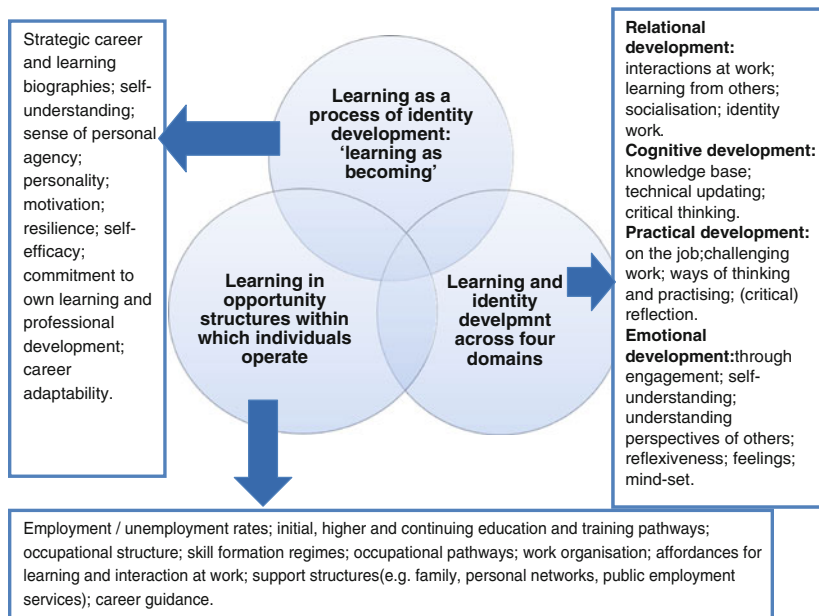 Strategic career
and learning
biographies; self-
understanding;
sense of personal
agency;
personality;
motivation;
resilience; self-
efficacy;
commitment to
own learning and
professional
development;
career
adaptability.
Learning as a
process of identity
development:
‘learning as
becoming’
Learning in
opportunity
structures within
which individuals
operate
Learning and
identity
develpmnt
across four
domains
Relational
development:
interactions at work;
learning from others;
socialisation; identity
work.
Cognitive development:
knowledge base;
technical updating;
critical thinking.
Practical development:
on the job;challenging
work; ways of thinking
and practising; (critical)
reflection.
Emotional
development:through
engagement; self-
understanding;
understanding
perspectives of others;
reflexiveness; feelings;
mind-set.
Employment / unemployment rates; initial, higher and continuing education and training pathways;
occupational structure; skill formation regimes; occupational pathways; work organisation; affordances for
learning and interaction at work; support structures(e.g. family, personal networks, public employment
services); career guidance.